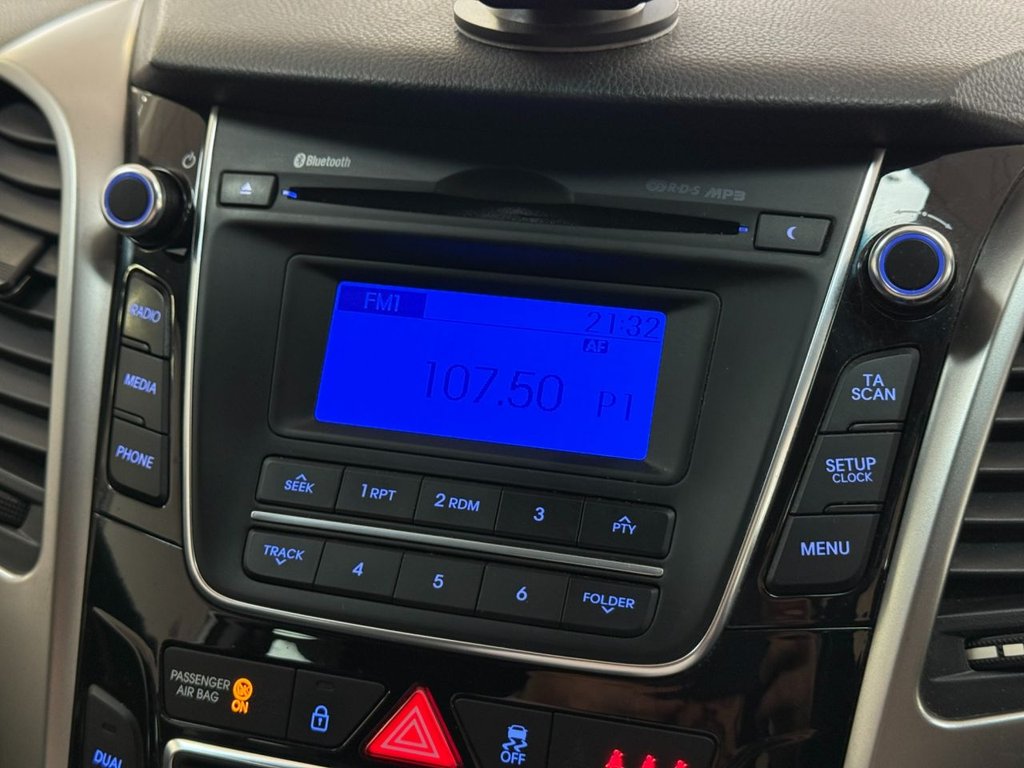 Bluetooth
R·D·S MP3
FM1
21:32
AF
107.50 P1
RADIO
MEDIA
PHONE
TA
SCAN
SETUP
CLOCK
MENU
SEEK
1 RPT
2 RDM
3
PTY
TRACK
4
5
6
FOLDER
PASSENGER
AIR BAG
ON
OFF
DUAL